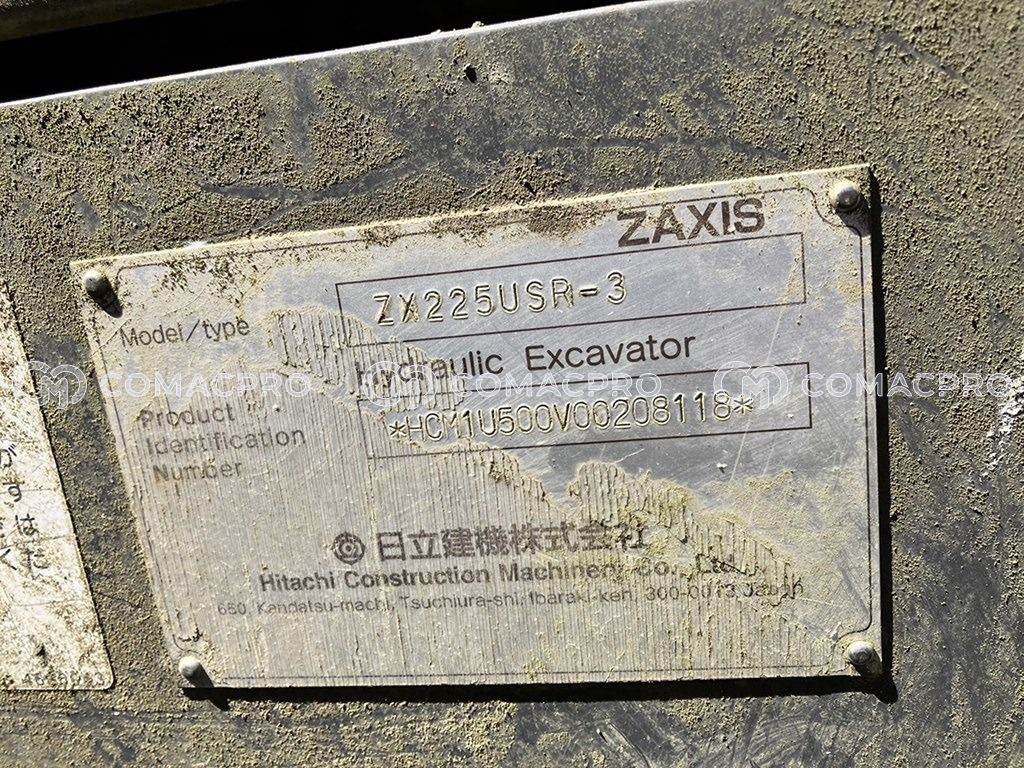 ZAXIS
Model/type
ZX225USR-3
Hydraulic Excavator
Product
Identification
Number
*HCM1U500V00208118*
日立建機株式会社
Hitachi Construction Machinery Co., Ltd.
650, Kandatsu-machi, Tsuchiura-shi, Ibaraki-ken, 300-0013 Japan
COMACPRO COMACPRO COMACPRO